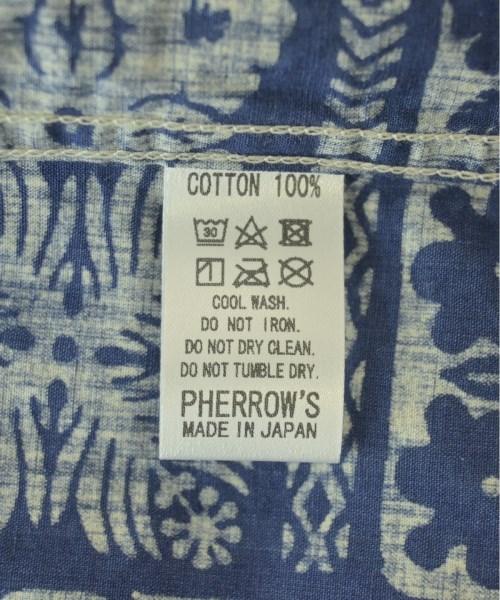 COTTON 100%
30
COOL WASH.
DO NOT IRON.
DO NOT DRY CLEAN.
DO NOT TUMBLE DRY.
PHERROW'S
MADE IN JAPAN